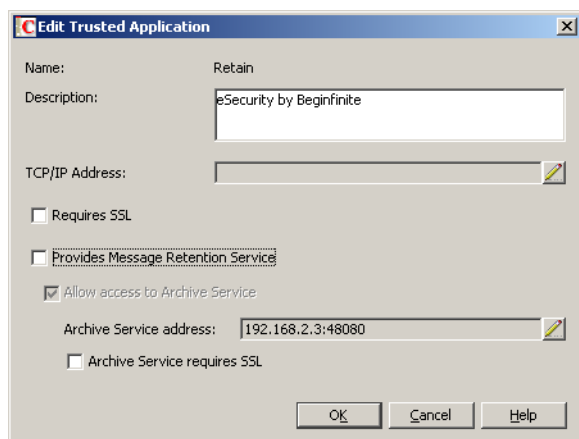 Edit Trusted Application
Name: Retain
Description: eSecurity by Beginfinite
TCP/IP Address:
Requires SSL
Provides Message Retention Service
Allow access to Archive Service
Archive Service address: 192.168.2.3:48080
Archive Service requires SSL
OK Cancel Help